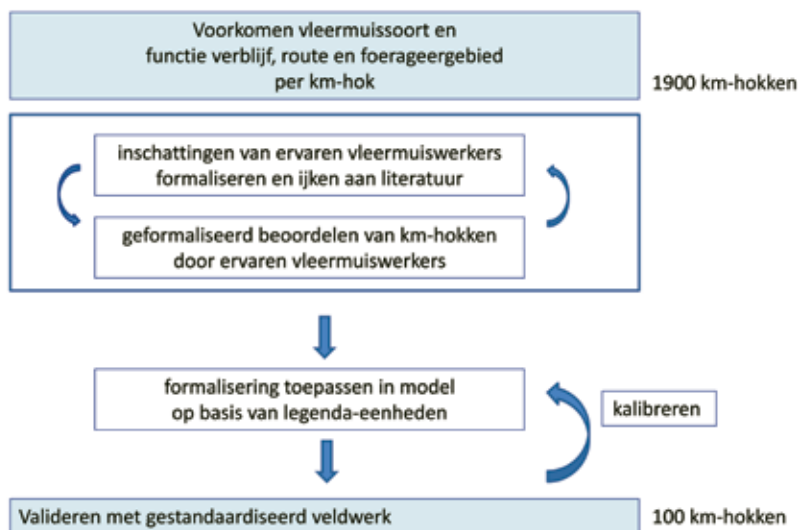 Voorkomen vleermuissoort en
functie verblijf, route en foerageergebied
per km-hok
1900 km-hokken
inschattingen van ervaren vleermuiswerkers
formaliseren en ijken aan literatuur
geformaliseerd beoordelen van km-hokken
door ervaren vleermuiswerkers
formalisering toepassen in model
op basis van legenda-eenheden
kalibreren
Valideren met gestandaardiseerd veldwerk
100 km-hokken